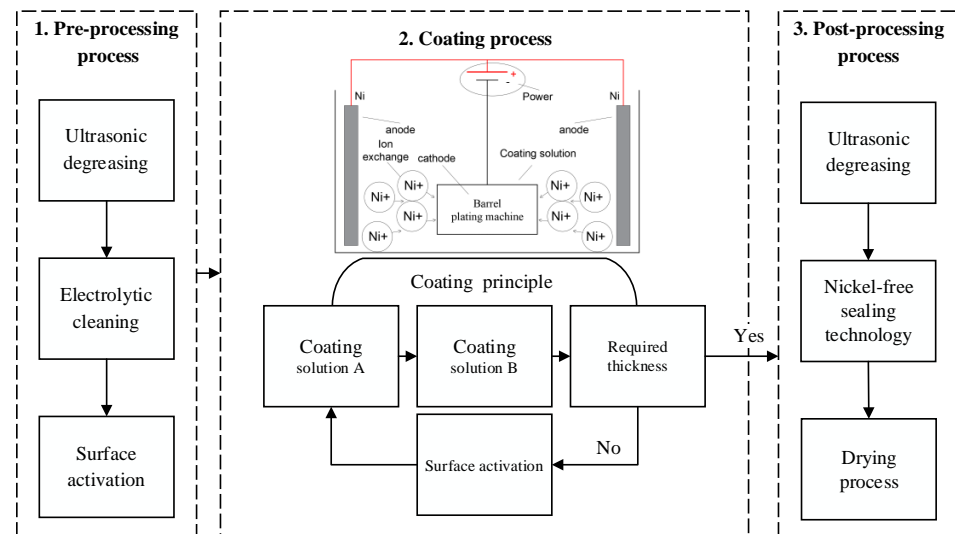 1. Pre-processing
process
Ultrasonic
degreasing
Electrolytic
cleaning
Surface
activation
2. Coating process
+
-
Power
Ni
Ni
anode
anode
Ion
exchange
cathode
Coating solution
Ni+
Ni+
Ni+
Ni+
Barrel
plating machine
Ni+
Ni+
Ni+
Ni+
Coating principle
Coating
solution A
Coating
solution B
Required
thickness
Yes
No
Surface activation
3. Post-processing
process
Ultrasonic
degreasing
Nickel-free
sealing
technology
Drying
process